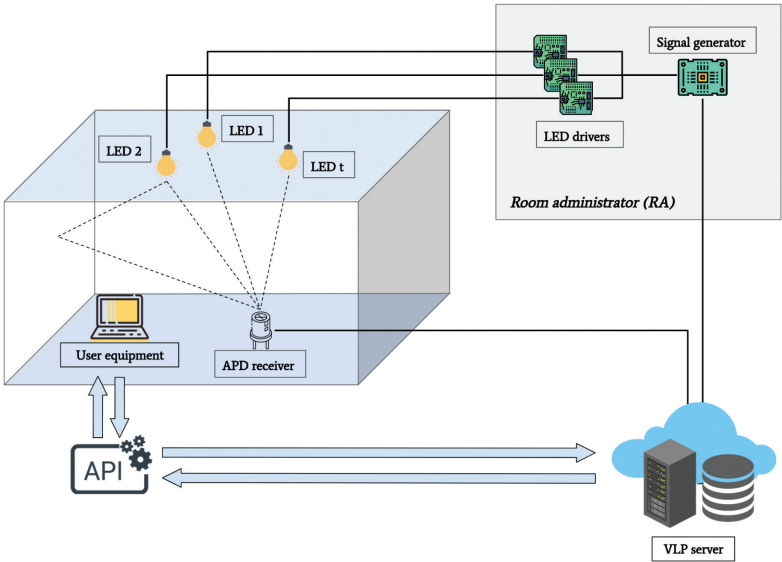 Signal generator
LED drivers
Room administrator (RA)
LED 1
LED 2
LED t
User equipment
APD receiver
API
VLP server